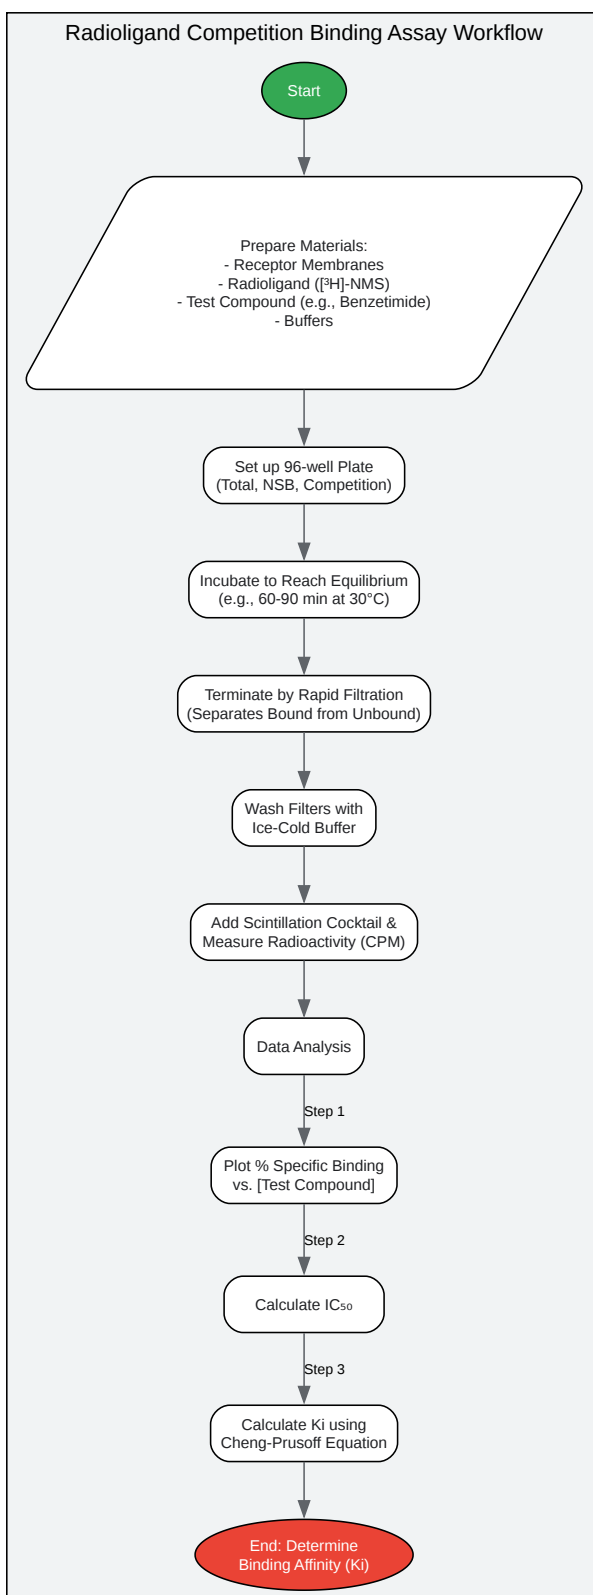 Radioligand Competition Binding Assay Workflow
Start
Prepare Materials:
- Receptor Membranes
- Radioligand ([³H]-NMS)
- Test Compound (e.g., Benzetimide)
- Buffers
Set up 96-well Plate
(Total, NSB, Competition)
Incubate to Reach Equilibrium
(e.g., 60-90 min at 30°C)
Terminate by Rapid Filtration
(Separates Bound from Unbound)
Wash Filters with
Ice-Cold Buffer
Add Scintillation Cocktail &
Measure Radioactivity (CPM)
Data Analysis
Step 1
Plot % Specific Binding
vs. [Test Compound]
Step 2
Calculate IC₅₀
Step 3
Calculate Ki using
Cheng-Prusoff Equation
End: Determine
Binding Affinity (Ki)